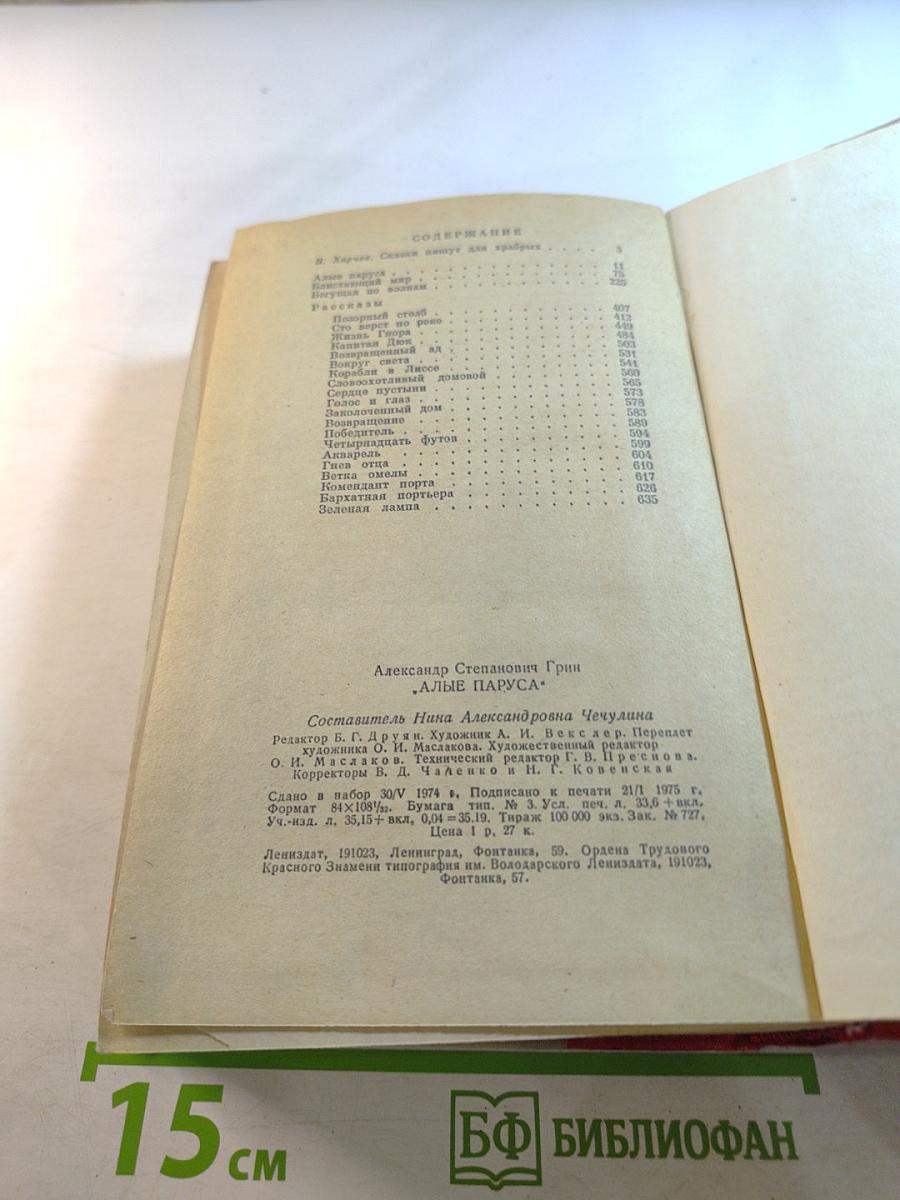 СОДЕРЖАНИЕ
В. Харчев. Сказки пишут для храбрых . . . . 3
Алые паруса . . . . . . . . . . . . 11
Блистающий мир . . . . . . . . . . . 75
Бегущая по волнам . . . . . . . . . . 225
Рассказы
Позорный столб . . . . . . . . . . . 407
Сто верст по реке . . . . . . . . . . 412
Жизнь Гнора . . . . . . . . . . . . 449
Капитан Дюк . . . . . . . . . . . . 484
Возвращенный ад . . . . . . . . . . . 503
Вокруг света . . . . . . . . . . . . 531
Корабли в Лиссе . . . . . . . . . . . 541
Словоохотливый домовой . . . . . . . . 560
Сердце пустыни . . . . . . . . . . . 565
Голос и глаз . . . . . . . . . . . . 573
Заколоченный дом . . . . . . . . . . 578
Возвращение . . . . . . . . . . . . 583
Победитель . . . . . . . . . . . . 589
Четырнадцать футов . . . . . . . . . 594
Акварель . . . . . . . . . . . . . 599
Гнев отца . . . . . . . . . . . . . 604
Ветка омелы . . . . . . . . . . . . 610
Комендант порта . . . . . . . . . . . 617
Бархатная портьера . . . . . . . . . . 626
Зеленая лампа . . . . . . . . . . . 635
Александр Степанович Грин
„АЛЫЕ ПАРУСА“
Составитель Нина Александровна Чечулина
Редактор Б. Г. Друян. Художник А. И. Векслер. Переплет
художника О. И. Маслакова. Художественный редактор
О. И. Маслаков. Технический редактор Г. В. Преснова.
Корректоры В. Д. Чаленко и Н. Г. Ковенская
Сдано в набор 30/V 1974 г. Подписано к печати 21/I 1975 г.
Формат 84×108¹/₃₂. Бумага тип. № 3. Усл. печ. л. 33,6+вкл.
Уч.-изд. л. 35,15+вкл. 0,04=35.19. Тираж 100 000 экз. Зак. № 727.
Цена 1 р. 27 к.
Лениздат, 191023, Ленинград, Фонтанка, 59. Ордена Трудового
Красного Знамени типография им. Володарского Лениздата, 191023,
Фонтанка, 57.
15 см
БФ БИБЛИОФАН